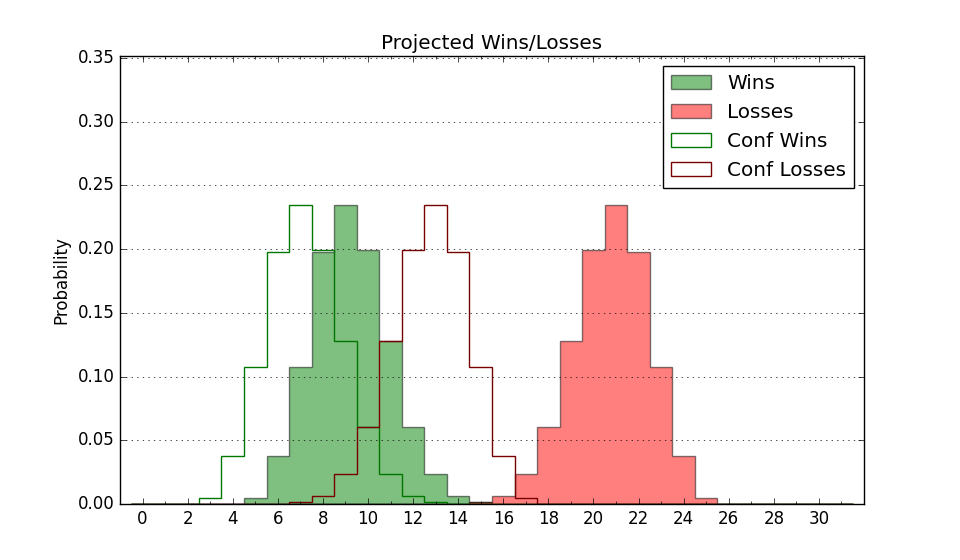 Projected Wins/Losses
Wins
Losses
Conf Wins
Conf Losses
Probability
0.35
0.30
0.25
0.20
0.15
0.10
0.05
0.00
0 2 4 6 8 10 12 14 16 18 20 22 24 26 28 30